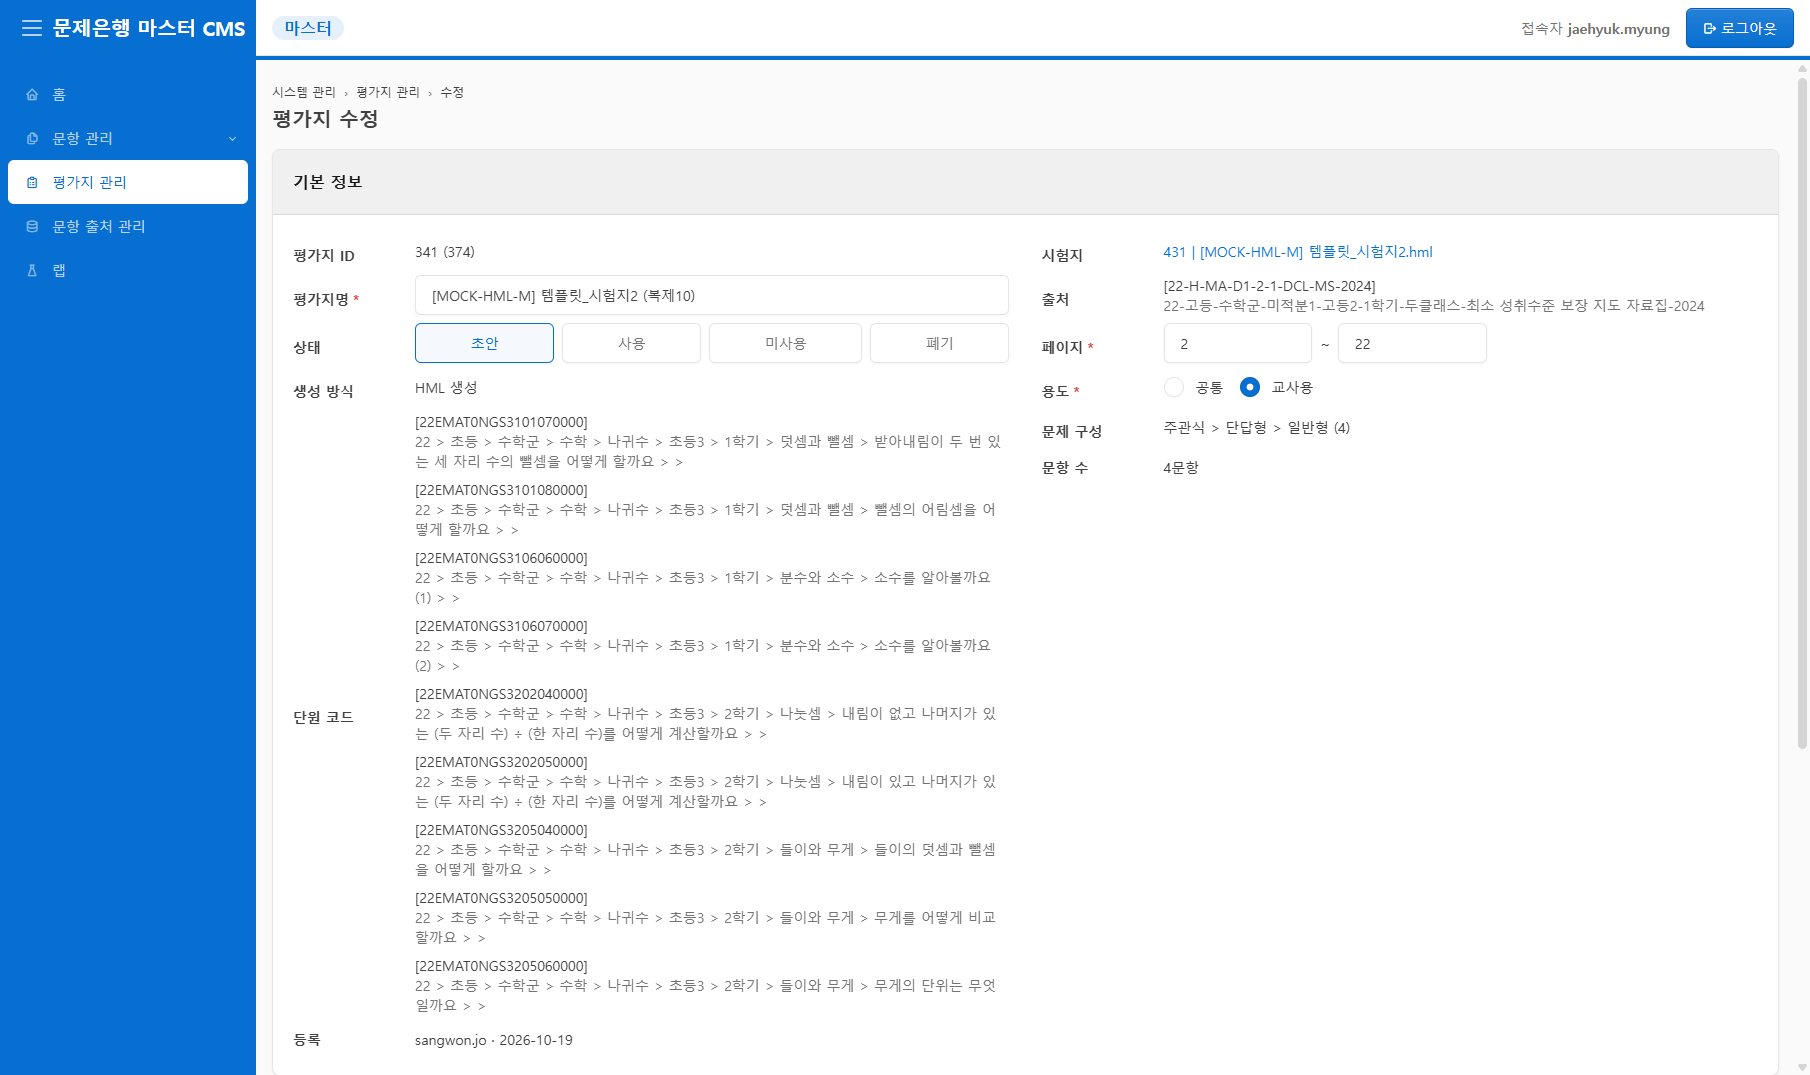 문제은행 마스터 CMS
홈
문항 관리
평가지 관리
문항 출처 관리
랩
마스터
접속자 jaehyuk.myung
로그아웃
시스템 관리 › 평가지 관리 › 수정
평가지 수정
기본 정보
평가지 ID
341 (374)
평가지명 *
[MOCK-HML-M] 템플릿_시험지2 (복제10)
상태
초안
사용
미사용
폐기
생성 방식
HML 생성
단원 코드
[22EMAT0NGS3101070000]
22 > 초등 > 수학군 > 수학 > 나귀수 > 초등3 > 1학기 > 덧셈과 뺄셈 > 받아내림이 두 번 있
는 세 자리 수의 뺄셈을 어떻게 할까요 > >
[22EMAT0NGS3101080000]
22 > 초등 > 수학군 > 수학 > 나귀수 > 초등3 > 1학기 > 덧셈과 뺄셈 > 뺄셈의 어림셈을 어
떻게 할까요 > >
[22EMAT0NGS3106060000]
22 > 초등 > 수학군 > 수학 > 나귀수 > 초등3 > 1학기 > 분수와 소수 > 소수를 알아볼까요
(1) > >
[22EMAT0NGS3106070000]
22 > 초등 > 수학군 > 수학 > 나귀수 > 초등3 > 1학기 > 분수와 소수 > 소수를 알아볼까요
(2) > >
[22EMAT0NGS3202040000]
22 > 초등 > 수학군 > 수학 > 나귀수 > 초등3 > 2학기 > 나눗셈 > 내림이 없고 나머지가 있
는 (두 자리 수) ÷ (한 자리 수)를 어떻게 계산할까요 > >
[22EMAT0NGS3202050000]
22 > 초등 > 수학군 > 수학 > 나귀수 > 초등3 > 2학기 > 나눗셈 > 내림이 있고 나머지가 있
는 (두 자리 수) ÷ (한 자리 수)를 어떻게 계산할까요 > >
[22EMAT0NGS3205040000]
22 > 초등 > 수학군 > 수학 > 나귀수 > 초등3 > 2학기 > 들이와 무게 > 들이의 덧셈과 뺄셈
을 어떻게 할까요 > >
[22EMAT0NGS3205050000]
22 > 초등 > 수학군 > 수학 > 나귀수 > 초등3 > 2학기 > 들이와 무게 > 무게를 어떻게 비교
할까요 > >
[22EMAT0NGS3205060000]
22 > 초등 > 수학군 > 수학 > 나귀수 > 초등3 > 2학기 > 들이와 무게 > 무게의 단위는 무엇
일까요 > >
등록
sangwon.jo · 2026-10-19
시험지
431 | [MOCK-HML-M] 템플릿_시험지2.hml
출처
[22-H-MA-D1-2-1-DCL-MS-2024]
22-고등-수학군-미적분1-고등2-1학기-두클래스-최소 성취수준 보장 지도 자료집-2024
페이지 *
2 ~ 22
용도 *
공통
교사용
문제 구성
주관식 > 단답형 > 일반형 (4)
문항 수
4문항